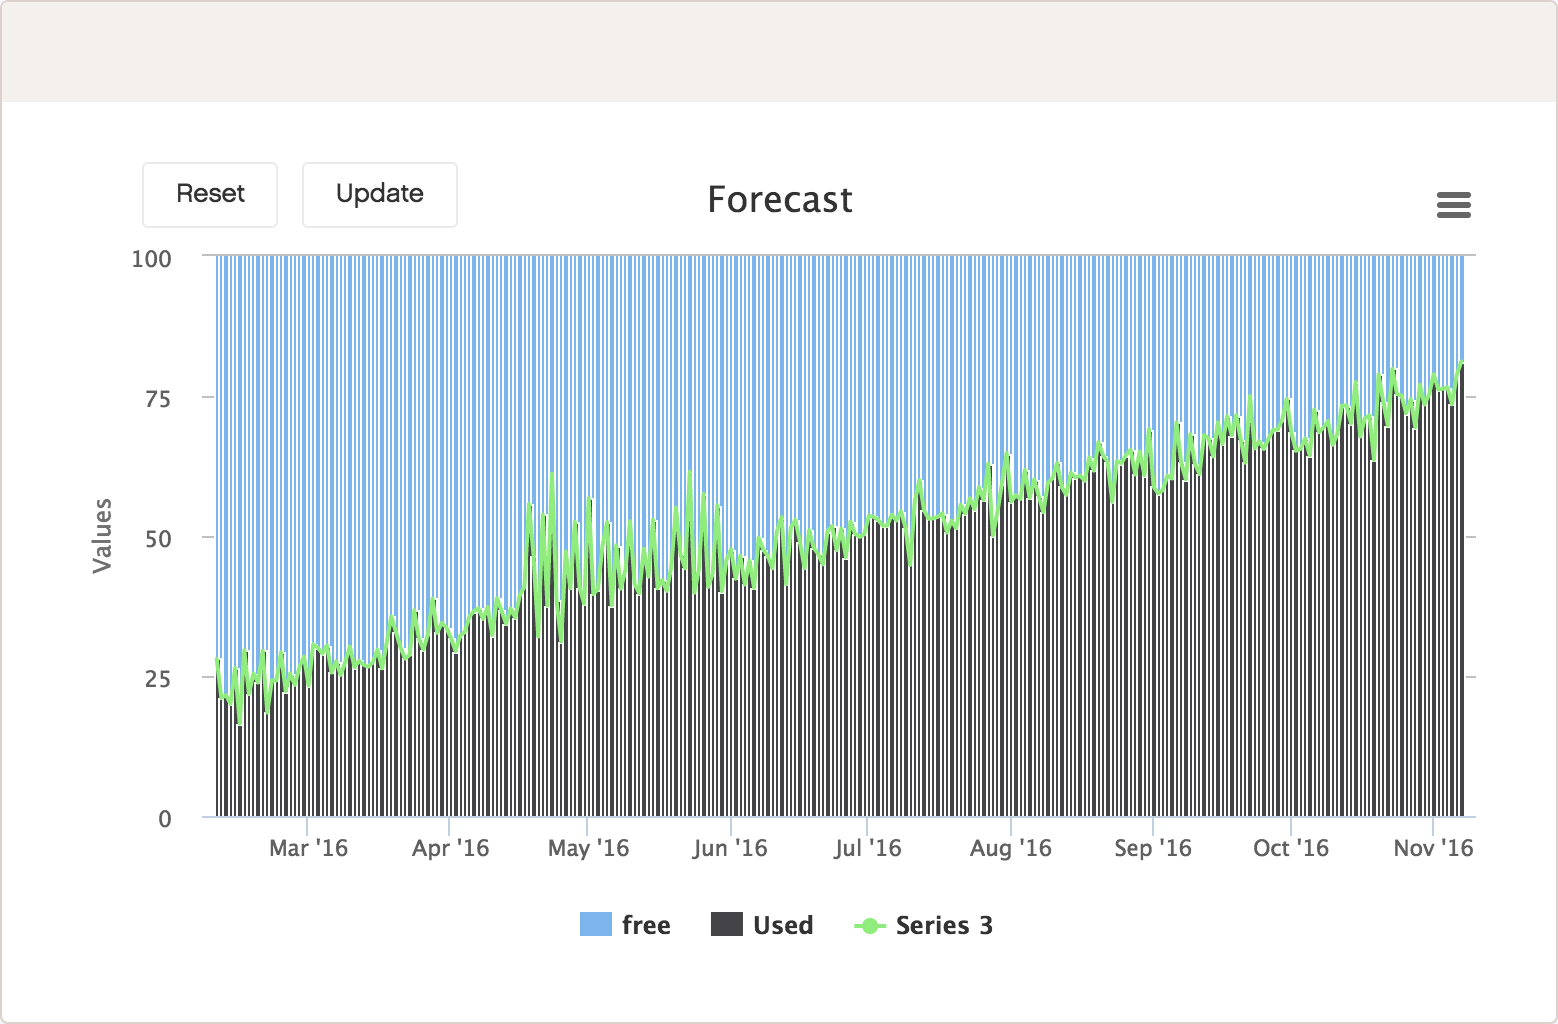 Reset Update
Forecast
Values
100
75
50
25
0
Mar '16 Apr '16 May '16 Jun '16 Jul '16 Aug '16 Sep '16 Oct '16 Nov '16
free Used Series 3